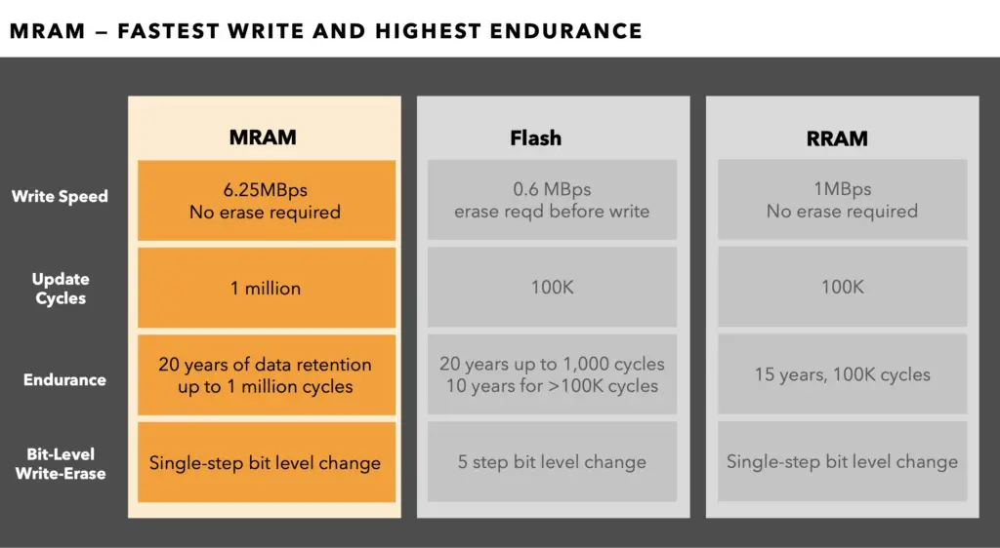 MRAM – FASTEST WRITE AND HIGHEST ENDURANCE
MRAM
Flash
RRAM
Write Speed
6.25MBps
No erase required
0.6 MBps
erase reqd before write
1MBps
No erase required
Update
Cycles
1 million
100K
100K
Endurance
20 years of data retention
up to 1 million cycles
20 years up to 1,000 cycles
10 years for >100K cycles
15 years, 100K cycles
Bit-Level
Write-Erase
Single-step bit level change
5 step bit level change
Single-step bit level change